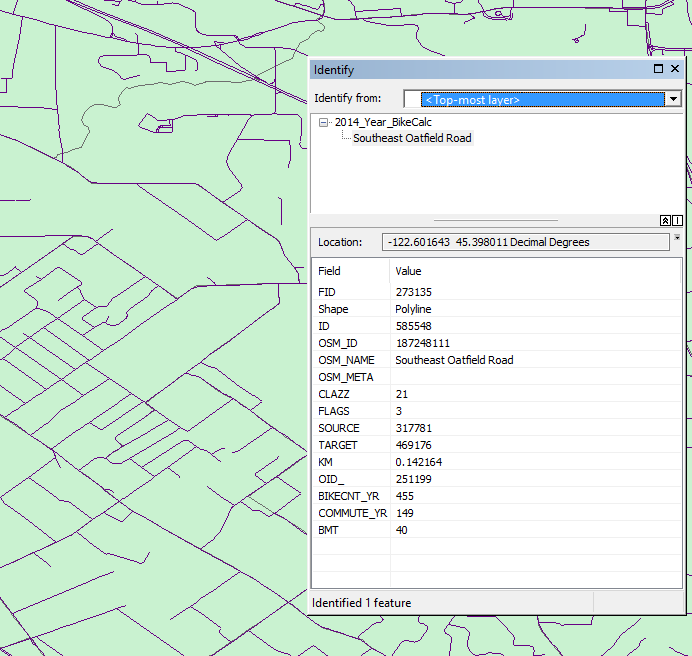 Identify
Identify from: <Top-most layer>
2014_Year_BikeCalc
Southeast Oatfield Road
Location: -122.601643 45.398011 Decimal Degrees
Field Value
FID 273135
Shape Polyline
ID 585548
OSM_ID 187248111
OSM_NAME Southeast Oatfield Road
OSM_META
CLAZZ 21
FLAGS 3
SOURCE 317781
TARGET 469176
KM 0.142164
OID_ 251199
BIKECNT_YR 455
COMMUTE_YR 149
BMT 40
Identified 1 feature